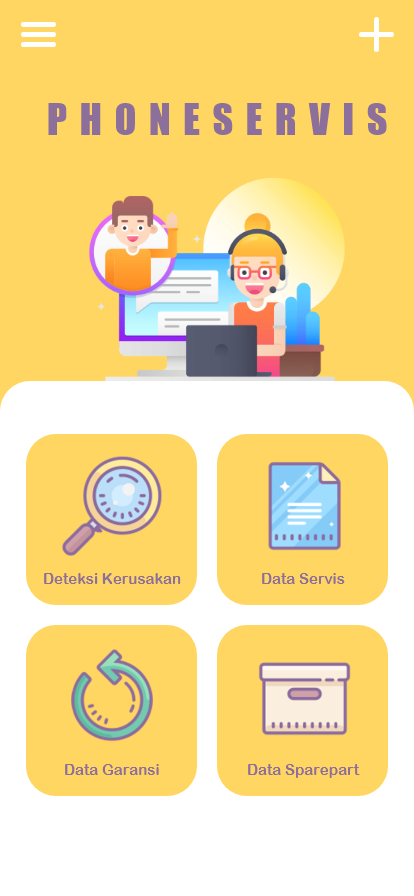 PHONESERVIS
Deteksi Kerusakan
Data Servis
Data Garansi
Data Sparepart